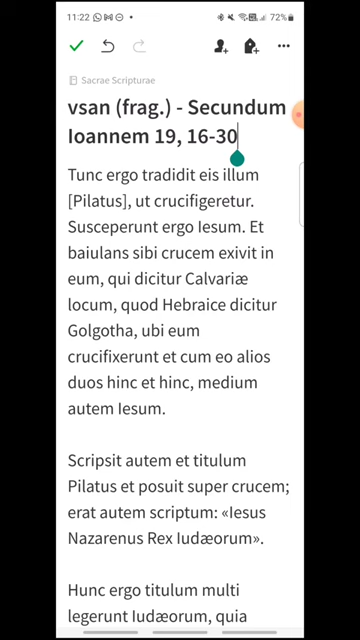 11:22
72%
Sacrae Scripturae
vsan (frag.) - Secundum
Ioannem 19, 16-30
Tunc ergo tradidit eis illum
[Pilatus], ut crucifigeretur.
Susceperunt ergo Iesum. Et
baiulans sibi crucem exivit in
eum, qui dicitur Calvariæ
locum, quod Hebraice dicitur
Golgotha, ubi eum
crucifixerunt et cum eo alios
duos hinc et hinc, medium
autem Iesum.
Scripsit autem et titulum
Pilatus et posuit super crucem;
erat autem scriptum: «Iesus
Nazarenus Rex Iudæorum».
Hunc ergo titulum multi
legerunt Iudæorum, quia